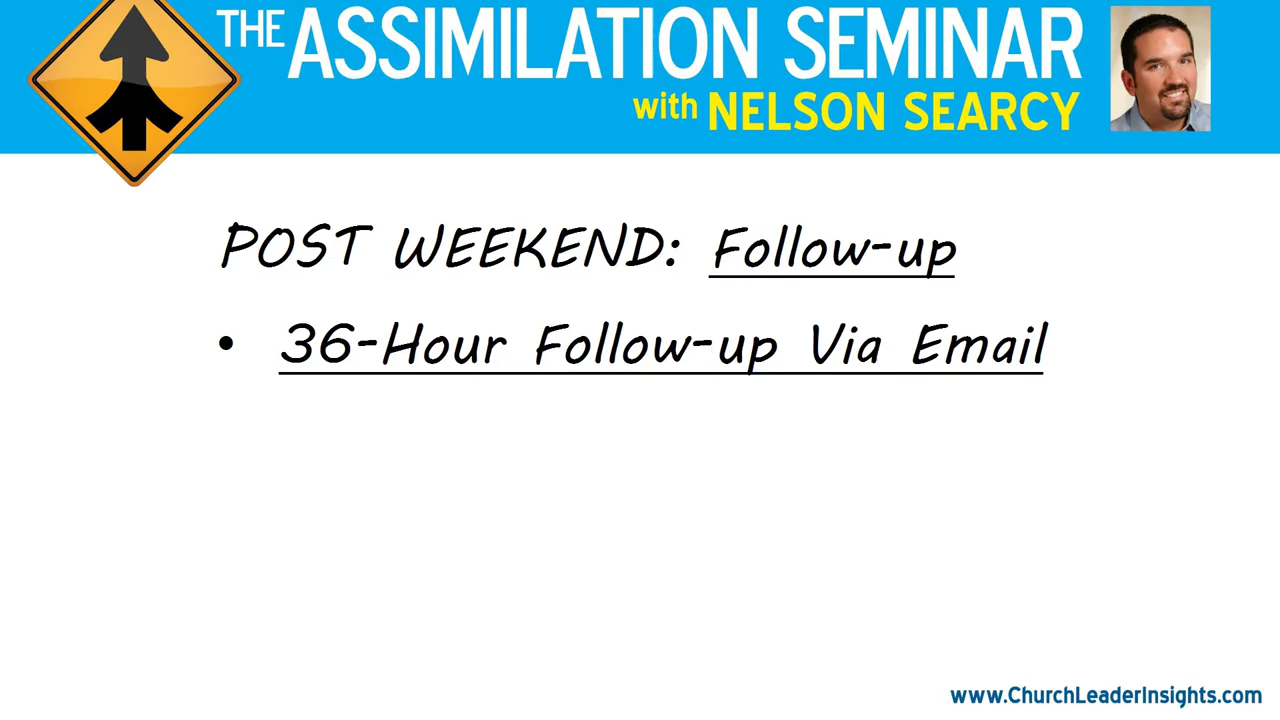 THE ASSIMILATION SEMINAR
with NELSON SEARCY
POST WEEKEND: Follow-up
• 36-Hour Follow-up Via Email
www.ChurchLeaderInsights.com